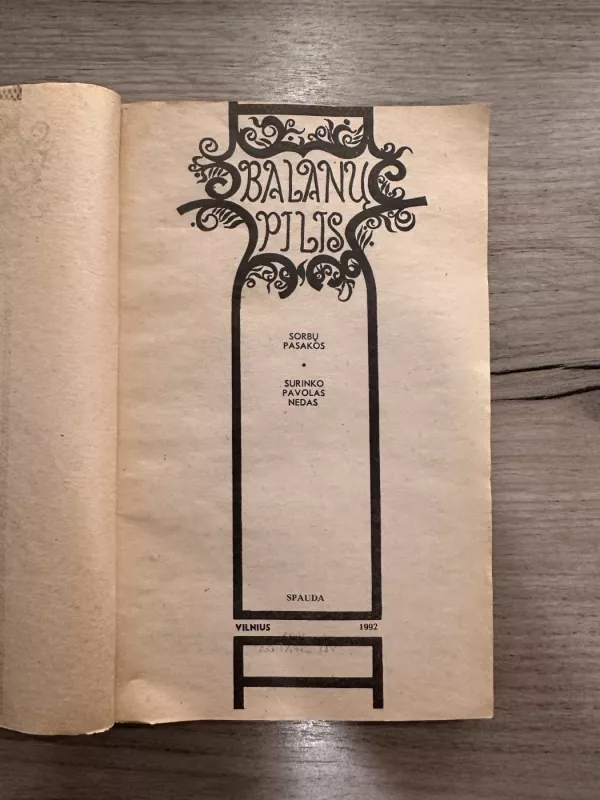 BALANŲ
PILIS
SORBŲ
PASAKOS
•
SURINKO
PAVOLAS
NEDAS
SPAUDA
VILNIUS 1992